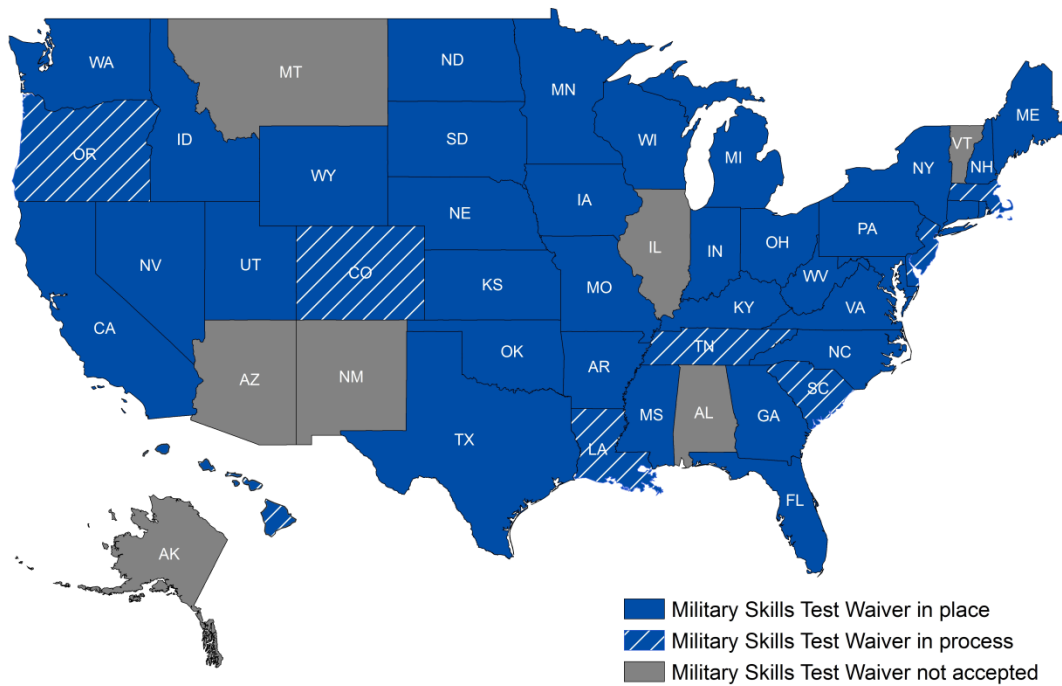 WA
MT
ND
MN
ME
VT
NH
OR
ID
SD
WI
MI
NY
WY
NE
IA
PA
IL
IN
OH
NV
UT
CO
KS
MO
WV
KY
VA
CA
AZ
NM
OK
AR
TN
NC
SC
TX
LA
MS
AL
GA
FL
AK
Military Skills Test Waiver in place
Military Skills Test Waiver in process
Military Skills Test Waiver not accepted